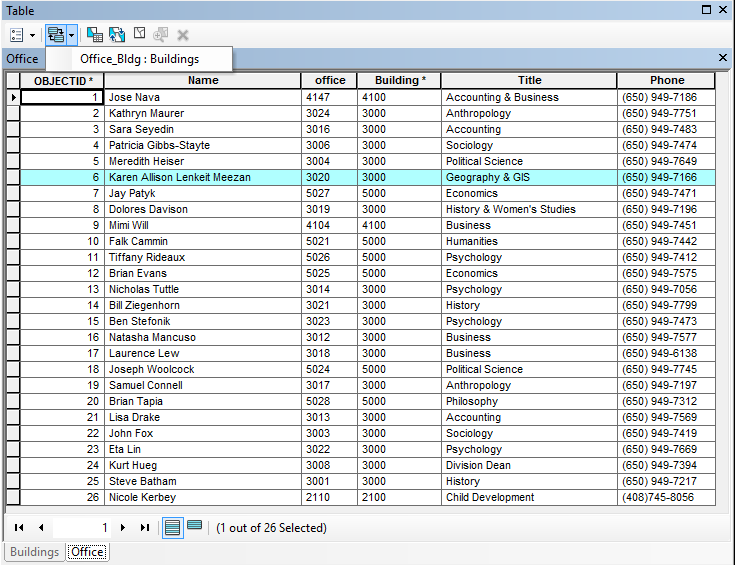 Table
Office
Office_Bldg : Buildings
OBJECTID * Name office Building * Title Phone
1 Jose Nava 4147 4100 Accounting & Business (650) 949-7186
2 Kathryn Maurer 3024 3000 Anthropology (650) 949-7751
3 Sara Seyedin 3016 3000 Accounting (650) 949-7483
4 Patricia Gibbs-Stayte 3006 3000 Sociology (650) 949-7474
5 Meredith Heiser 3004 3000 Political Science (650) 949-7649
6 Karen Allison Lenkeit Meezan 3020 3000 Geography & GIS (650) 949-7166
7 Jay Patyk 5027 5000 Economics (650) 949-7471
8 Dolores Davison 3019 3000 History & Women's Studies (650) 949-7196
9 Mimi Will 4104 4100 Business (650) 949-7451
10 Falk Cammin 5021 5000 Humanities (650) 949-7442
11 Tiffany Rideaux 5026 5000 Psychology (650) 949-7412
12 Brian Evans 5025 5000 Economics (650) 949-7575
13 Nicholas Tuttle 3014 3000 Psychology (650) 949-7056
14 Bill Ziegenhorn 3021 3000 History (650) 949-7799
15 Ben Stefonik 3023 3000 Psychology (650) 949-7473
16 Natasha Mancuso 3012 3000 Business (650) 949-7577
17 Laurence Lew 3018 3000 Business (650) 949-6138
18 Joseph Woolcock 5024 5000 Political Science (650) 949-7745
19 Samuel Connell 3017 3000 Anthropology (650) 949-7197
20 Brian Tapia 5028 5000 Philosophy (650) 949-7312
21 Lisa Drake 3013 3000 Accounting (650) 949-7569
22 John Fox 3003 3000 Sociology (650) 949-7419
23 Eta Lin 3022 3000 Psychology (650) 949-7669
24 Kurt Hueg 3008 3000 Division Dean (650) 949-7394
25 Steve Batham 3001 3000 History (650) 949-7217
26 Nicole Kerbey 2110 2100 Child Development (408)745-8056
1 (1 out of 26 Selected)
Buildings Office